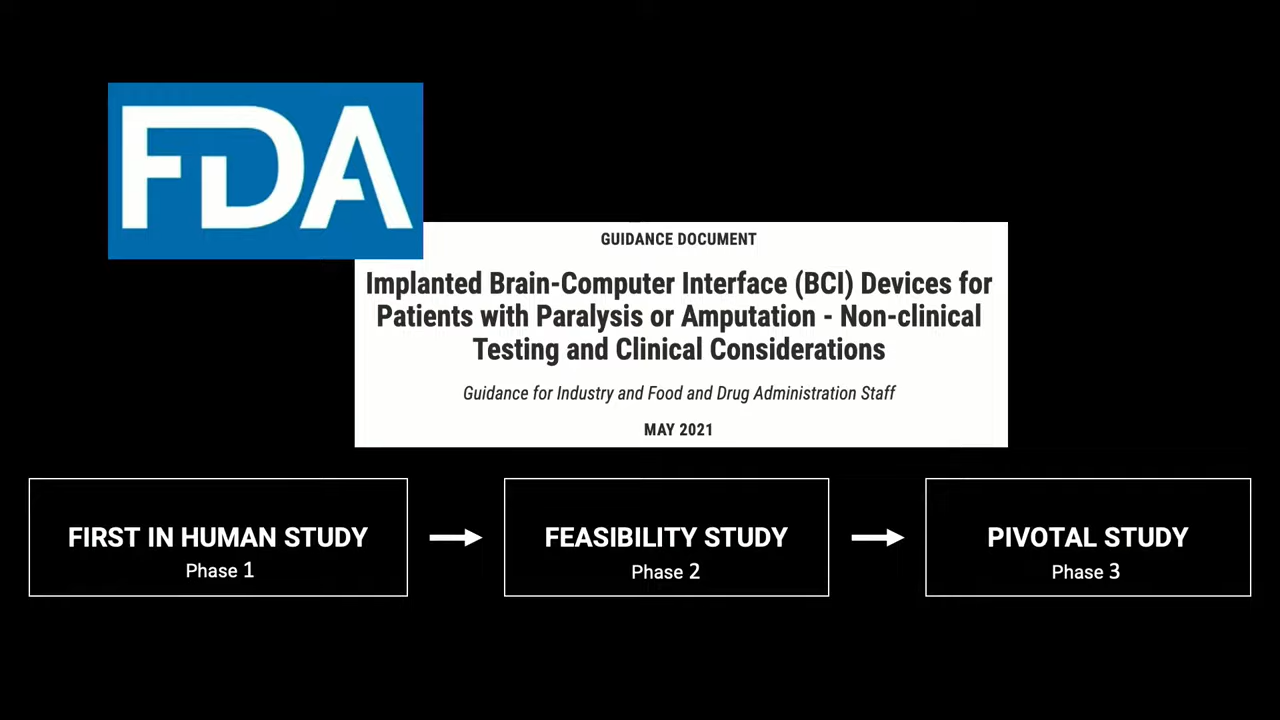 FDA
GUIDANCE DOCUMENT
Implanted Brain-Computer Interface (BCI) Devices for
Patients with Paralysis or Amputation - Non-clinical
Testing and Clinical Considerations
Guidance for Industry and Food and Drug Administration Staff
MAY 2021
FIRST IN HUMAN STUDY
Phase 1
FEASIBILITY STUDY
Phase 2
PIVOTAL STUDY
Phase 3